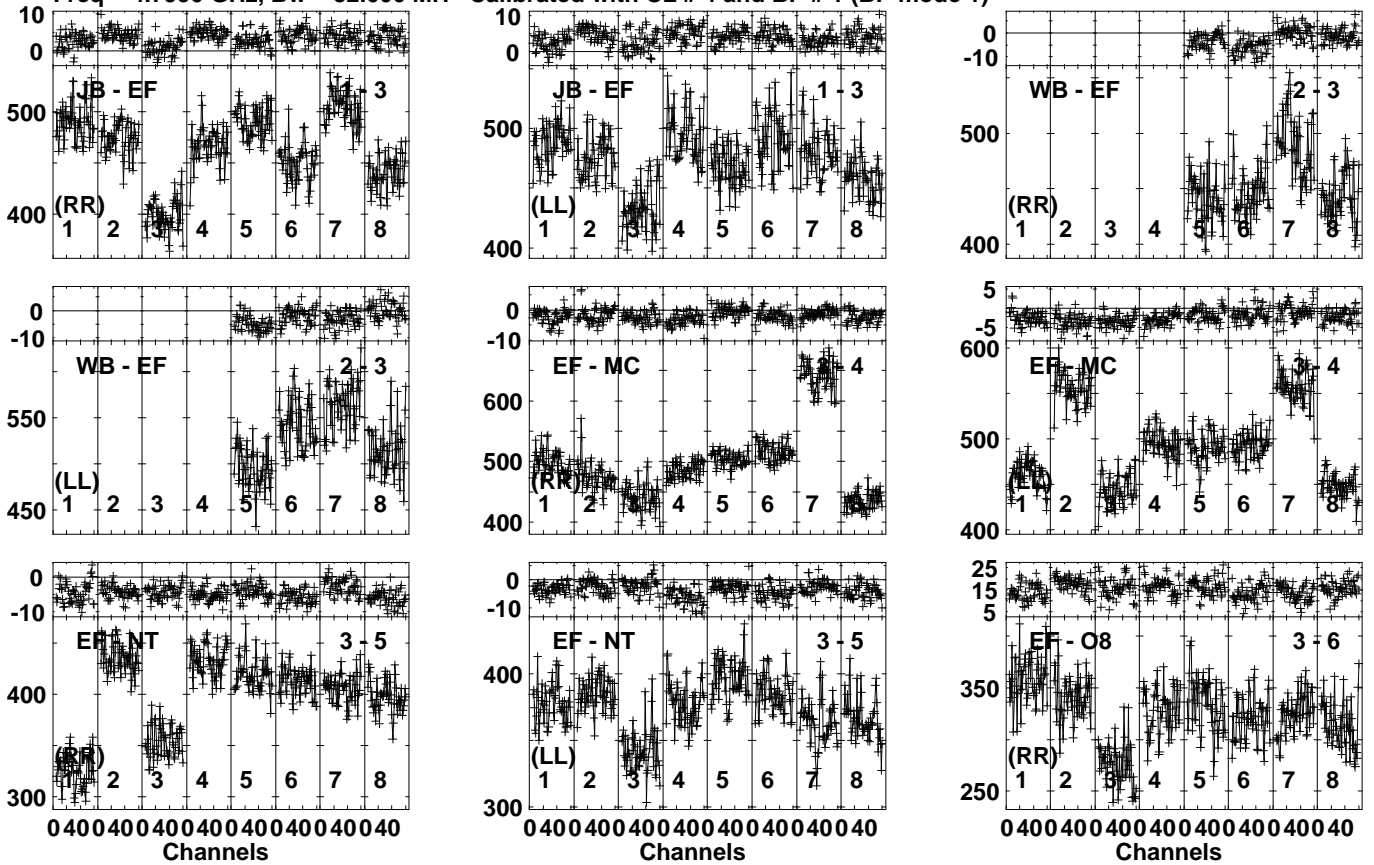 10 0
JB - EF 1 - 3
500
400
(RR)
1 2 3 4 5 6 7 8
10 0
JB - EF 1 - 3
500
400
(LL)
1 2 3 4 5 6 7 8
0 -10
WB - EF 2 - 3
500
400
(RR)
1 2 3 4 5 6 7 8
0 -10
WB - EF 2 - 3
550
450
(LL)
1 2 3 4 5 6 7 8
0 -10
EF - MC 3 - 4
600
500
400
(RR)
1 2 3 4 5 6 7 8
5 -5
EF - MC 3 - 4
600
500
400
(LL)
1 2 3 4 5 6 7 8
0 -10
EF - NT 3 - 5
400
300
(RR)
1 2 3 4 5 6 7 8
0 -10
EF - NT 3 - 5
400
300
(LL)
1 2 3 4 5 6 7 8
25 15 5
EF - O8 3 - 6
350
250
(RR)
1 2 3 4 5 6 7 8
0 40 0 40 0 40 0 40 0 40 0 40 0 40 0 40
Channels
0 40 0 40 0 40 0 40 0 40 0 40 0 40 0 40
Channels
0 40 0 40 0 40 0 40 0 40 0 40 0 40 0 40
Channels